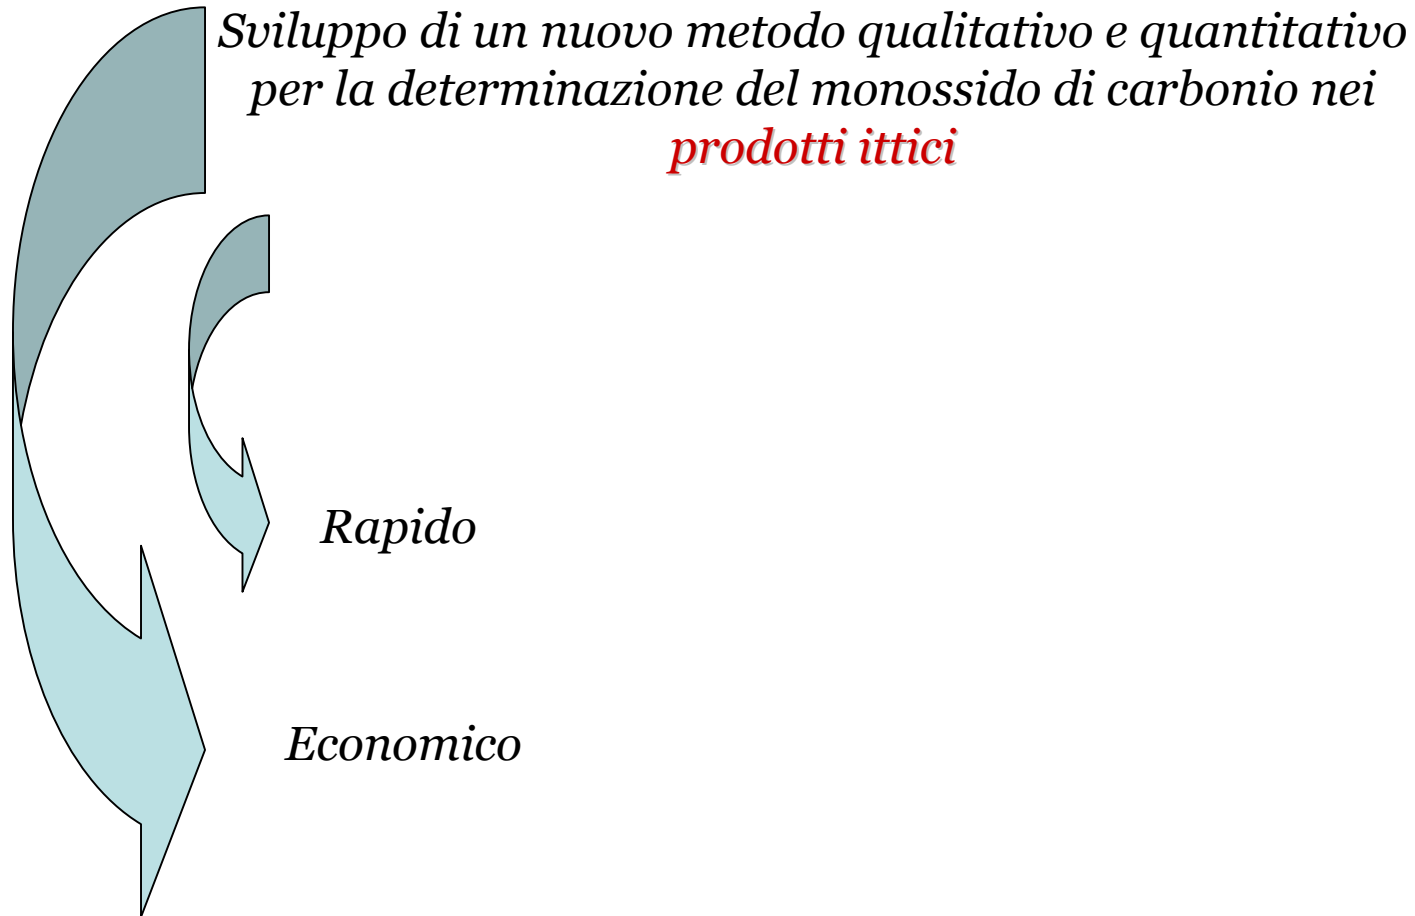 Sviluppo di un nuovo metodo qualitativo e quantitativo
per la determinazione del monossido di carbonio nei
prodotti ittici
Rapido
Economico